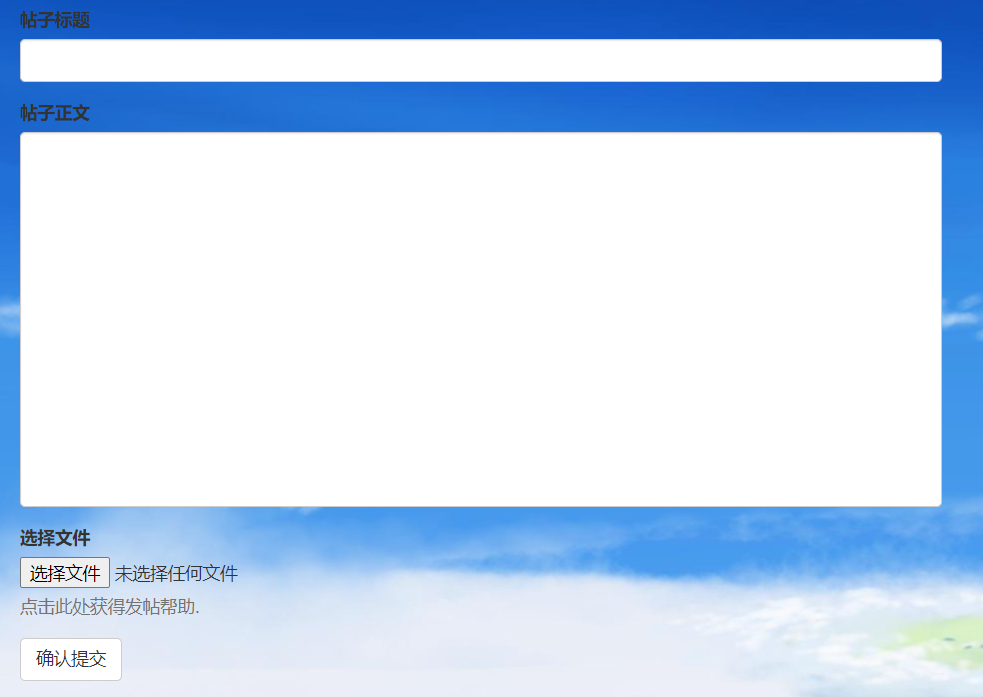 帖子标题
帖子正文
选择文件
选择文件 未选择任何文件
点击此处获得发帖帮助.
确认提交